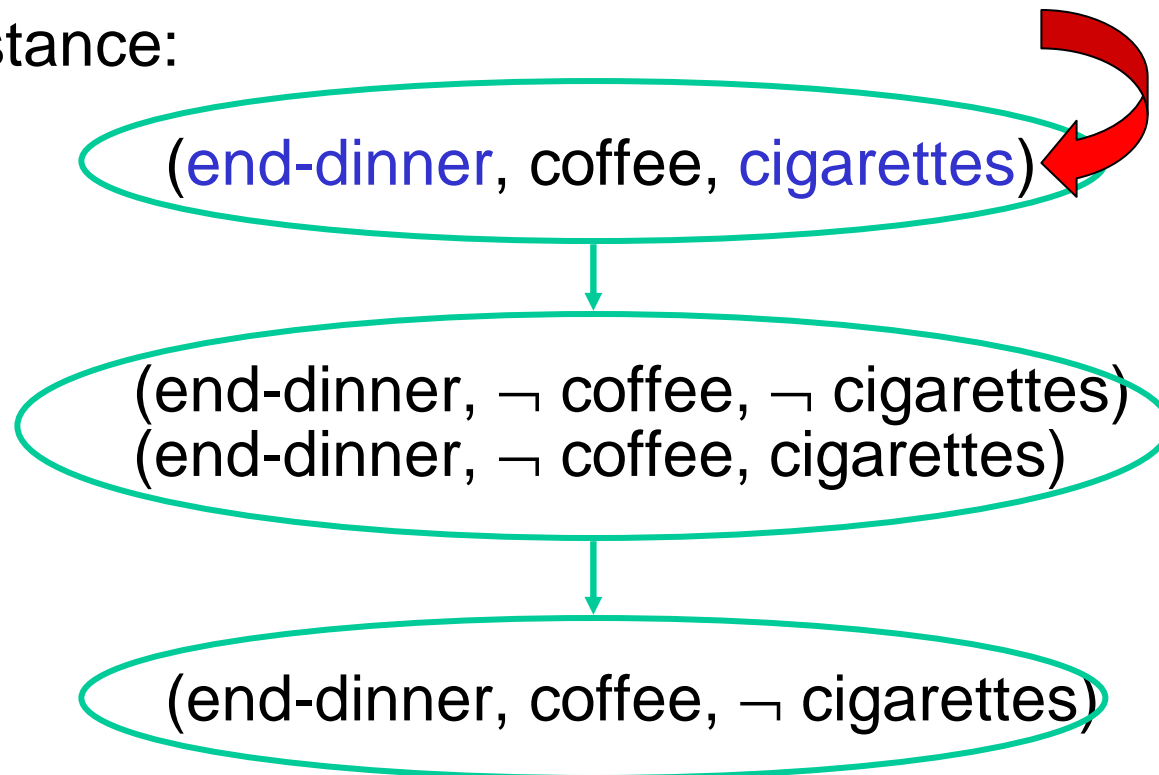 stance:
(end-dinner, coffee, cigarettes)
(end-dinner, ¬ coffee, ¬ cigarettes)
(end-dinner, ¬ coffee, cigarettes)
(end-dinner, coffee, ¬ cigarettes)